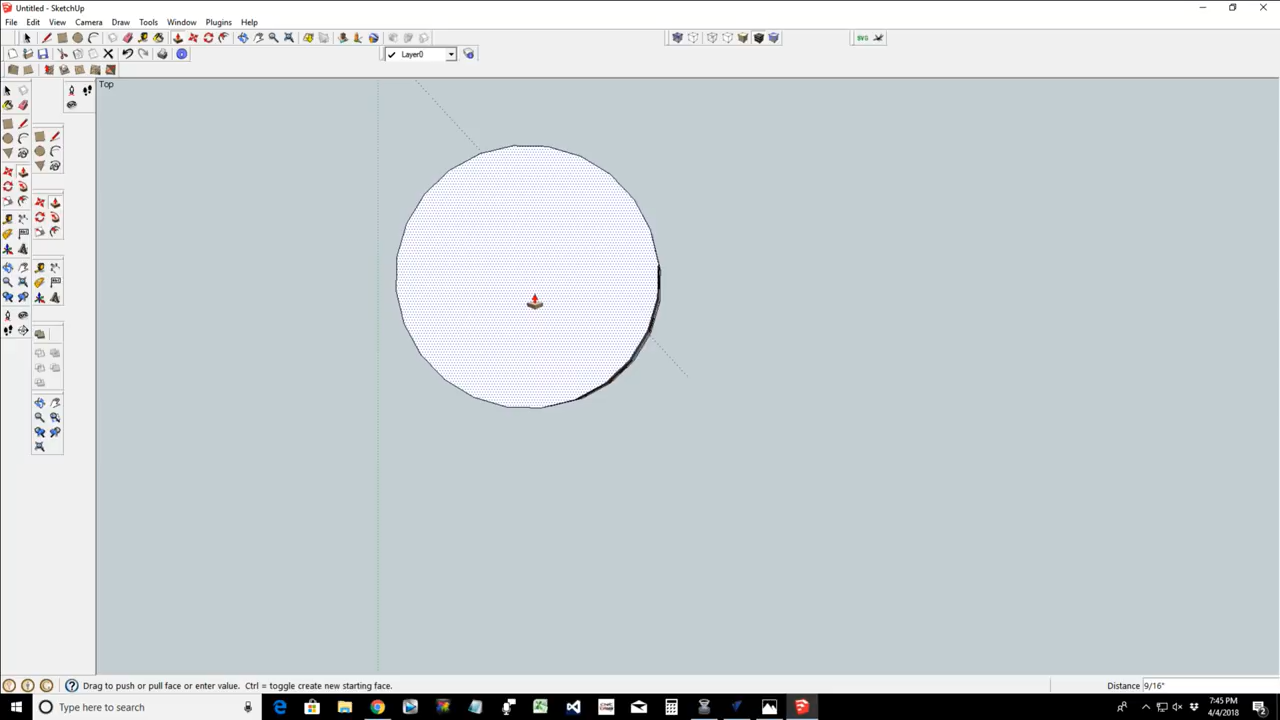 Untitled - SketchUp
File Edit View Camera Draw Tools Window Plugins Help
Layer0
SVG
Top
Drag to push or pull face or enter value. Ctrl = toggle create new starting face.
Distance 9/16"
Type here to search
7:45 PM
4/4/2018
2